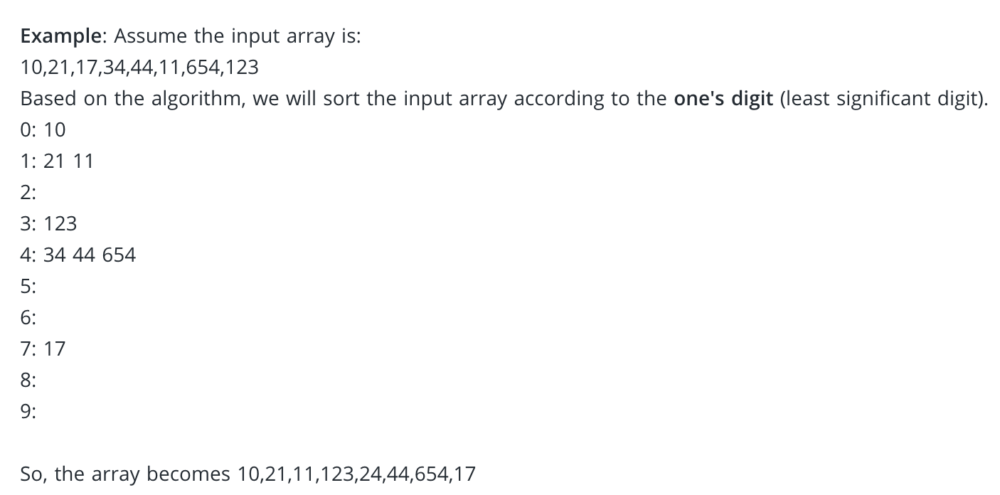 Example: Assume the input array is:
10,21,17,34,44,11,654,123
Based on the algorithm, we will sort the input array according to the one's digit (least significant digit).
0: 10
1: 21 11
2:
3: 123
4: 34 44 654
5:
6:
7: 17
8:
9:
So, the array becomes 10,21,11,123,24,44,654,17